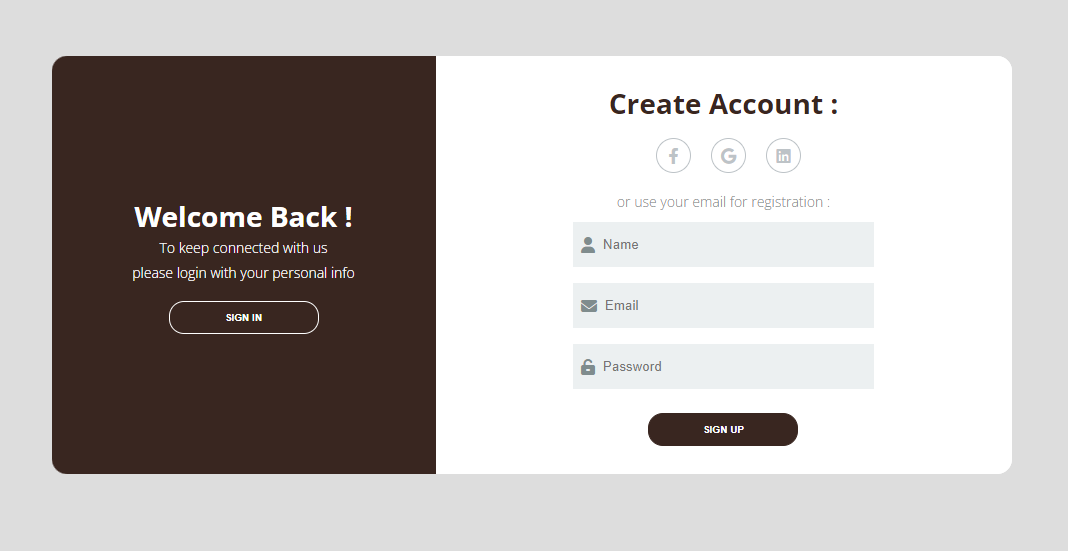 Welcome Back !
To keep connected with us
please login with your personal info
SIGN IN
Create Account :
or use your email for registration :
Name
Email
Password
SIGN UP